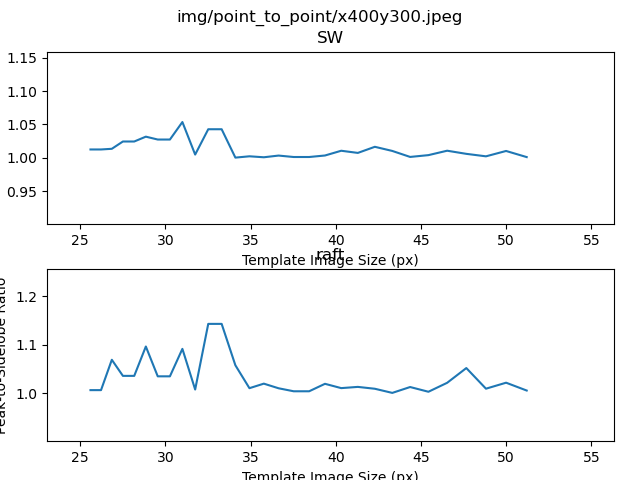 img/point_to_point/x400y300.jpeg
SW
1.15
1.10
1.05
1.00
0.95
25 30 35 40 45 50 55
Template Image Size (px)
raft
Peak-to-Sidelobe Ratio
1.2
1.1
1.0
25 30 35 40 45 50 55
Template Image Size (px)